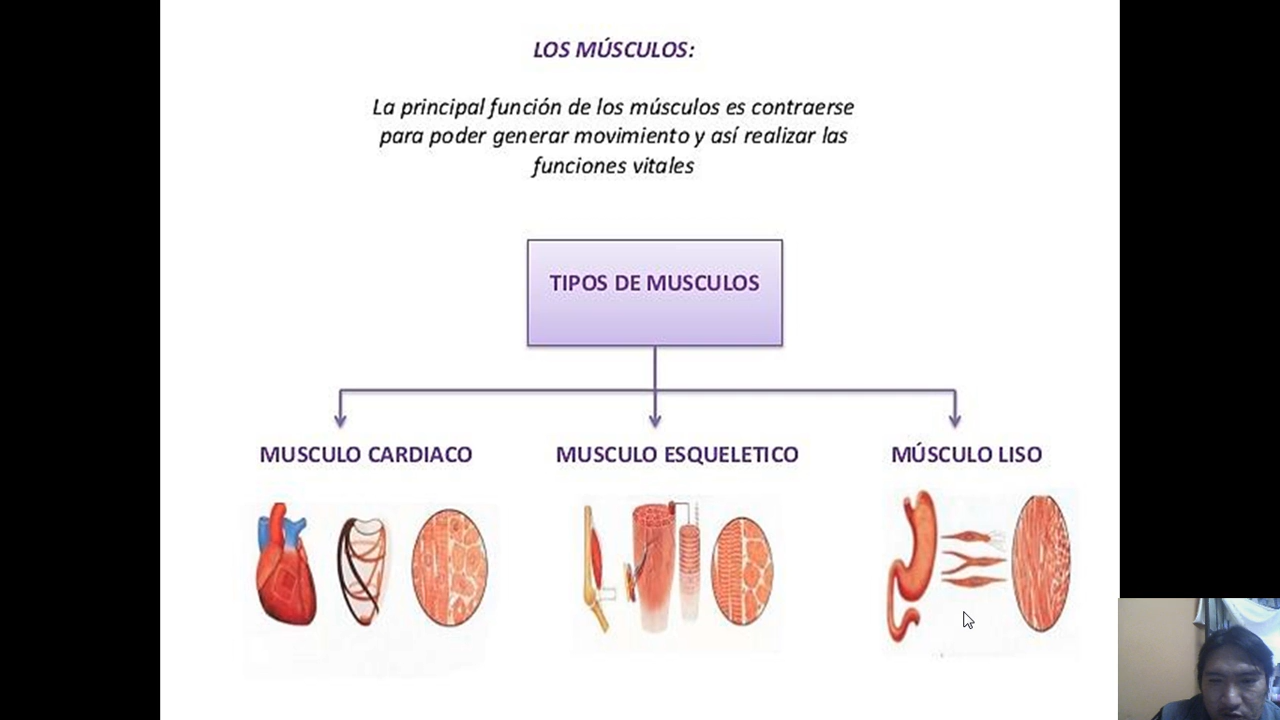 LOS MÚSCULOS:
La principal función de los músculos es contraerse
para poder generar movimiento y así realizar las
funciones vitales
TIPOS DE MUSCULOS
MUSCULO CARDIACO
MUSCULO ESQUELETICO
MÚSCULO LISO